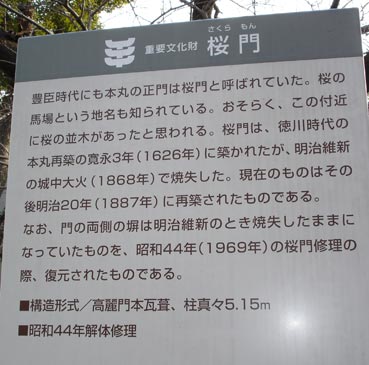 さくら もん
重要文化財 桜門
豊臣時代にも本丸の正門は桜門と呼ばれていた。桜の
馬場という地名も知られている。おそらく、この付近
に桜の並木があったと思われる。桜門は、徳川時代の
本丸再築の寛永3年(1626年)に築かれたが、明治維新
の城中大火(1868年)で焼失した。現在のものはその
後明治20年(1887年)に再築されたものである。
なお、門の両側の塀は明治維新のとき焼失したままに
なっていたものを、昭和44年(1969年)の桜門修理の
際、復元されたものである。
■構造形式/高麗門本瓦葺、柱真々5.15m
■昭和44年解体修理